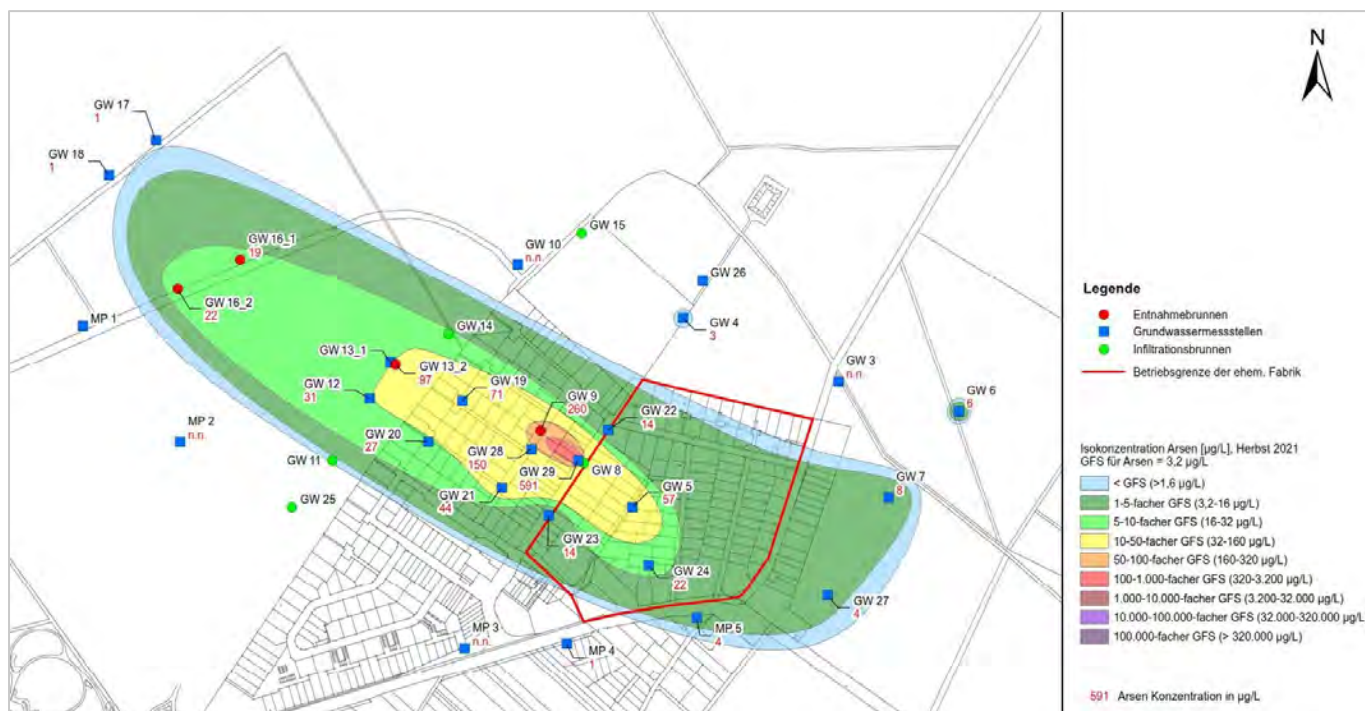 N
GW 17
1
GW 18
1
GW 16_1
19
GW 16_2
22
MP 1
GW 10
n.n.
GW 15
GW 26
GW 4
3
GW 14
GW 13_1
GW 13_2
97
GW 12
31
GW 19
71
GW 9
260
GW 22
14
GW 3
n.n.
GW 6
6
MP 2
n.n.
GW 20
27
GW 28
150
GW 11
GW 29
591
GW 8
GW 25
GW 21
44
GW 5
57
GW 7
8
GW 23
14
GW 24
22
GW 27
4
MP 3
n.n.
MP 4
1
MP 5
4
Legende
Entnahmebrunnen
Grundwassermessstellen
Infiltrationsbrunnen
Betriebsgrenze der ehem. Fabrik
Isokonzentration Arsen [µg/L], Herbst 2021
GFS für Arsen = 3,2 µg/L
< GFS (>1.6 µg/L)
1-5-facher GFS (3,2-16 µg/L)
5-10-facher GFS (16-32 µg/L)
10-50-facher GFS (32-160 µg/L)
50-100-facher GFS (160-320 µg/L)
100-1.000-facher GFS (320-3.200 µg/L)
1.000-10.000-facher GFS (3.200-32.000 µg/L)
10.000-100.000-facher GFS (32.000-320.000 µg/L)
100.000-facher GFS (> 320.000 µg/L)
591 Arsen Konzentration in µg/L